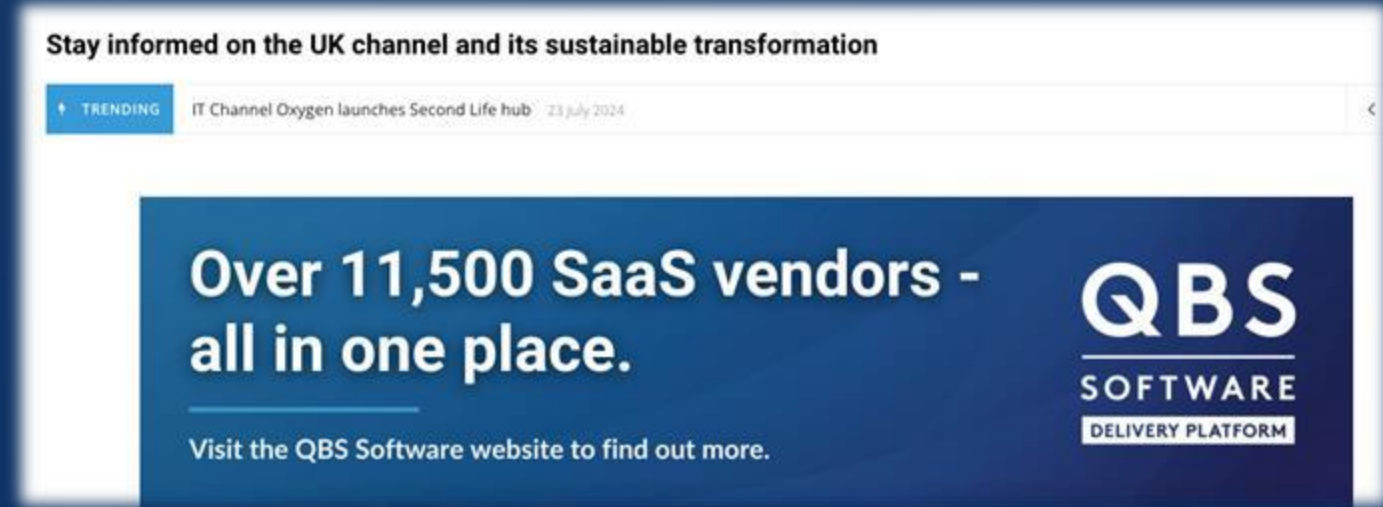 Stay informed on the UK channel and its sustainable transformation
TRENDING IT Channel Oxygen launches Second Life hub 23 July 2024
Over 11,500 SaaS vendors -
all in one place.
Visit the QBS Software website to find out more.
QBS
SOFTWARE
DELIVERY PLATFORM